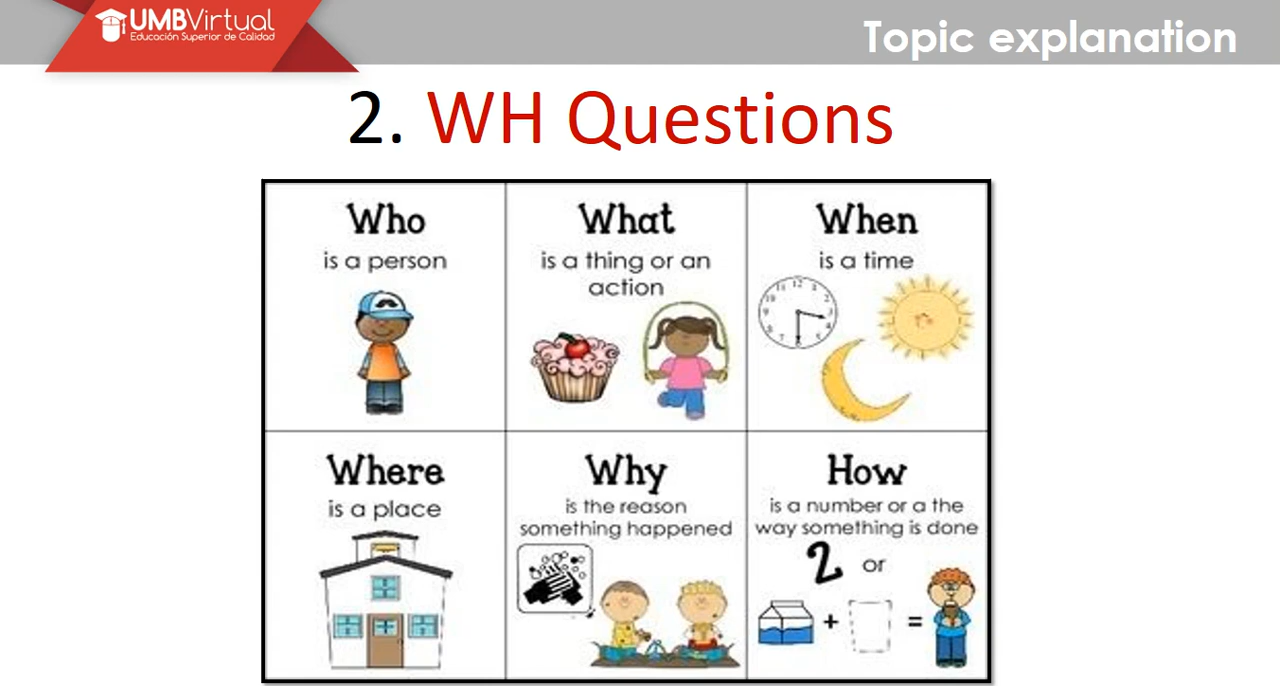 UMBVirtual
Educación Superior de Calidad
Topic explanation
2. WH Questions
Who
is a person
What
is a thing or an
action
When
is a time
Where
is a place
Why
is the reason
something happened
How
is a number or a the
way something is done
2 or
+ =